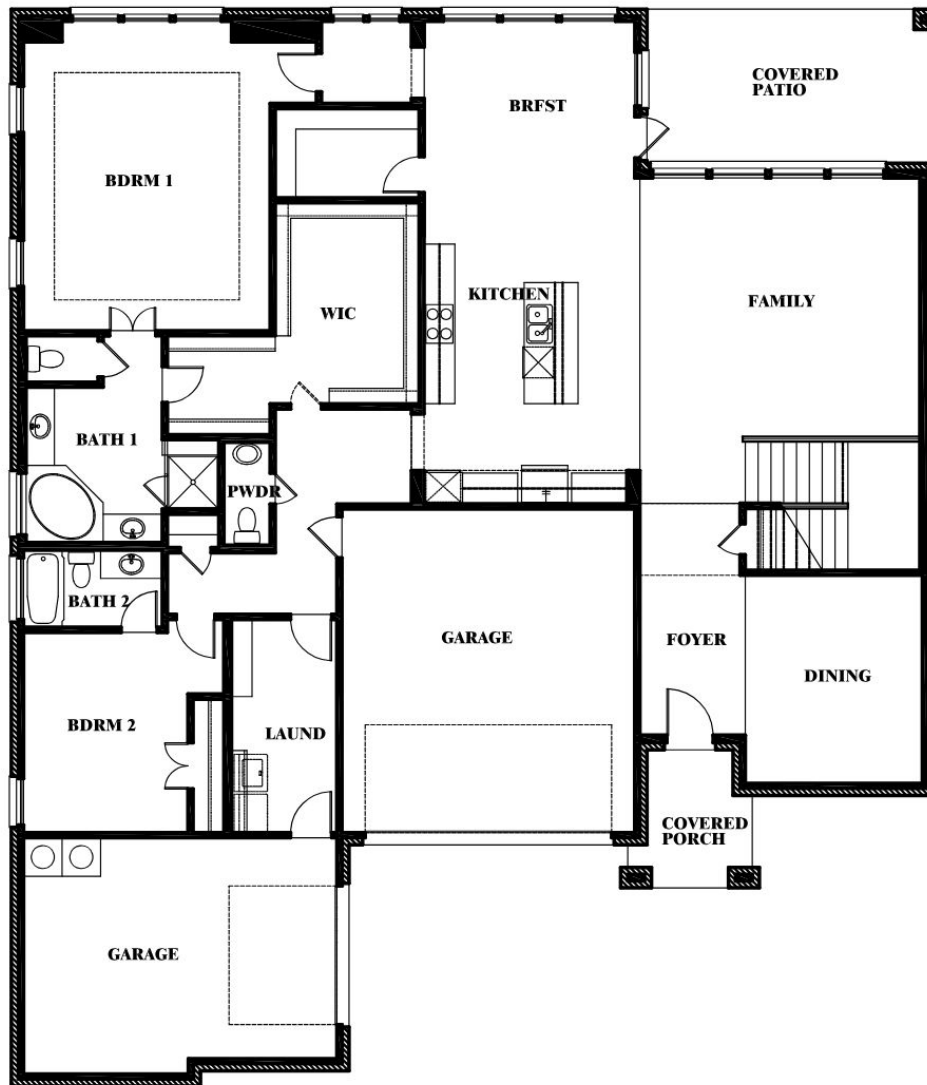 COVERED
PATIO
BRFST
BDRM 1
KITCHEN
FAMILY
WIC
BATH 1
PWDR
BATH 2
GARAGE
FOYER
DINING
BDRM 2
LAUND
COVERED
PORCH
GARAGE